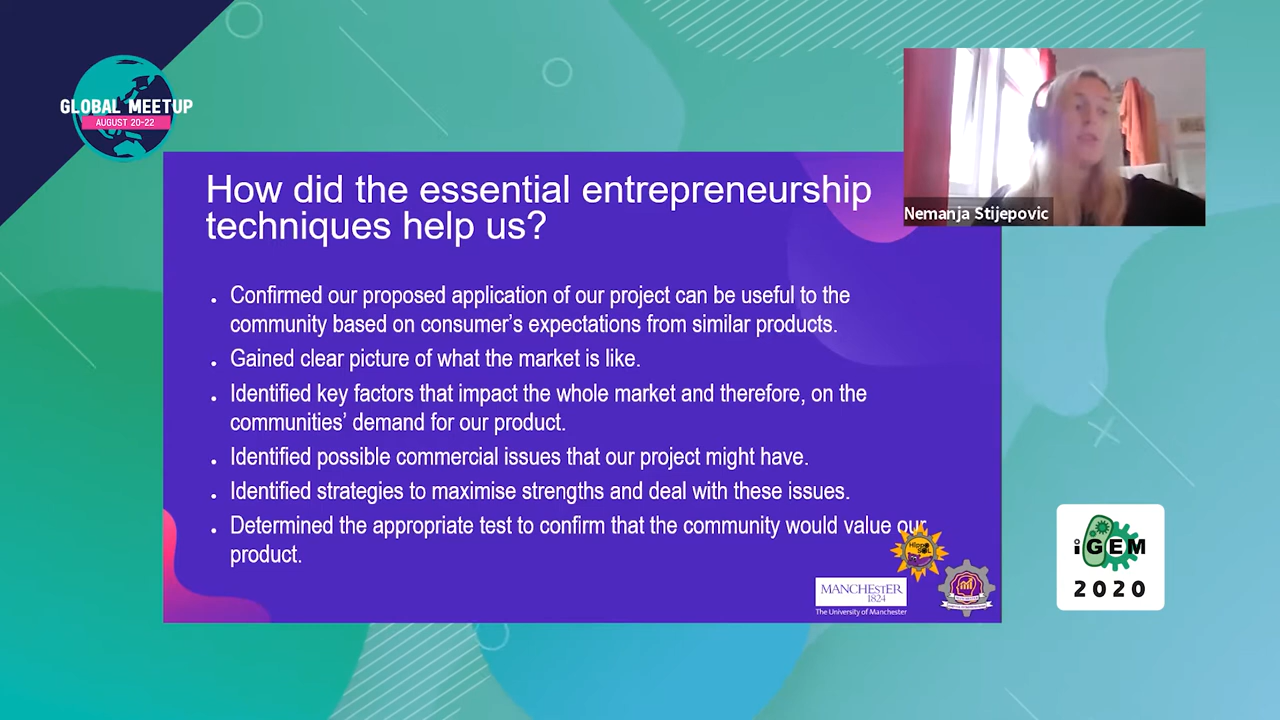 GLOBAL MEETUP
AUGUST 20-22
Nemanja Stijepovic
How did the essential entrepreneurship
techniques help us?
• Confirmed our proposed application of our project can be useful to the
community based on consumer's expectations from similar products.
• Gained clear picture of what the market is like.
• Identified key factors that impact the whole market and therefore, on the
communities' demand for our product.
• Identified possible commercial issues that our project might have.
• Identified strategies to maximise strengths and deal with these issues.
• Determined the appropriate test to confirm that the community would value our
product.
MANCHESTER
1824
The University of Manchester
iGEM
2020